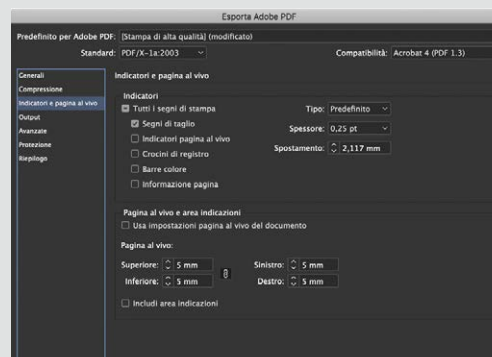 Esporta Adobe PDF
Predefinito per Adobe PDF: [Stampa di alta qualità] (modificato)
Standard: PDF/X-1a:2003 Compatibilità: Acrobat 4 (PDF 1.3)
Generali
Compressione
Indicatori e pagina al vivo
Output
Avanzate
Protezione
Riepilogo
Indicatori e pagina al vivo
Indicatori
Tutti i segni di stampa Tipo: Predefinito
Segni di taglio Spessore: 0,25 pt
Indicatori pagina al vivo Spostamento: 2,117 mm
Crocini di registro
Barre colore
Informazione pagina
Pagina al vivo e area indicazioni
Usa impostazioni pagina al vivo del documento
Pagina al vivo:
Superiore: 5 mm Sinistro: 5 mm
Inferiore: 5 mm Destro: 5 mm
Includi area indicazioni